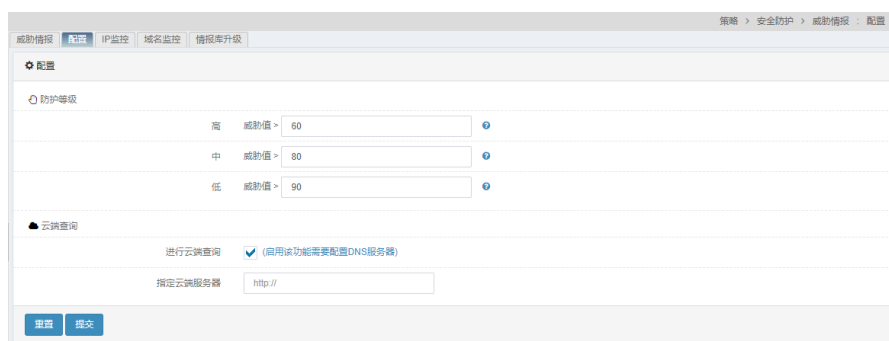 策略 > 安全防护 > 威胁情报 : 配置
威胁情报 配置 IP监控 域名监控 情报库升级
配置
防护等级
高 威胁值 > 60
中 威胁值 > 80
低 威胁值 > 90
云端查询
进行云端查询 (启用该功能需要配置DNS服务器)
指定云端服务器 http://
重置 提交